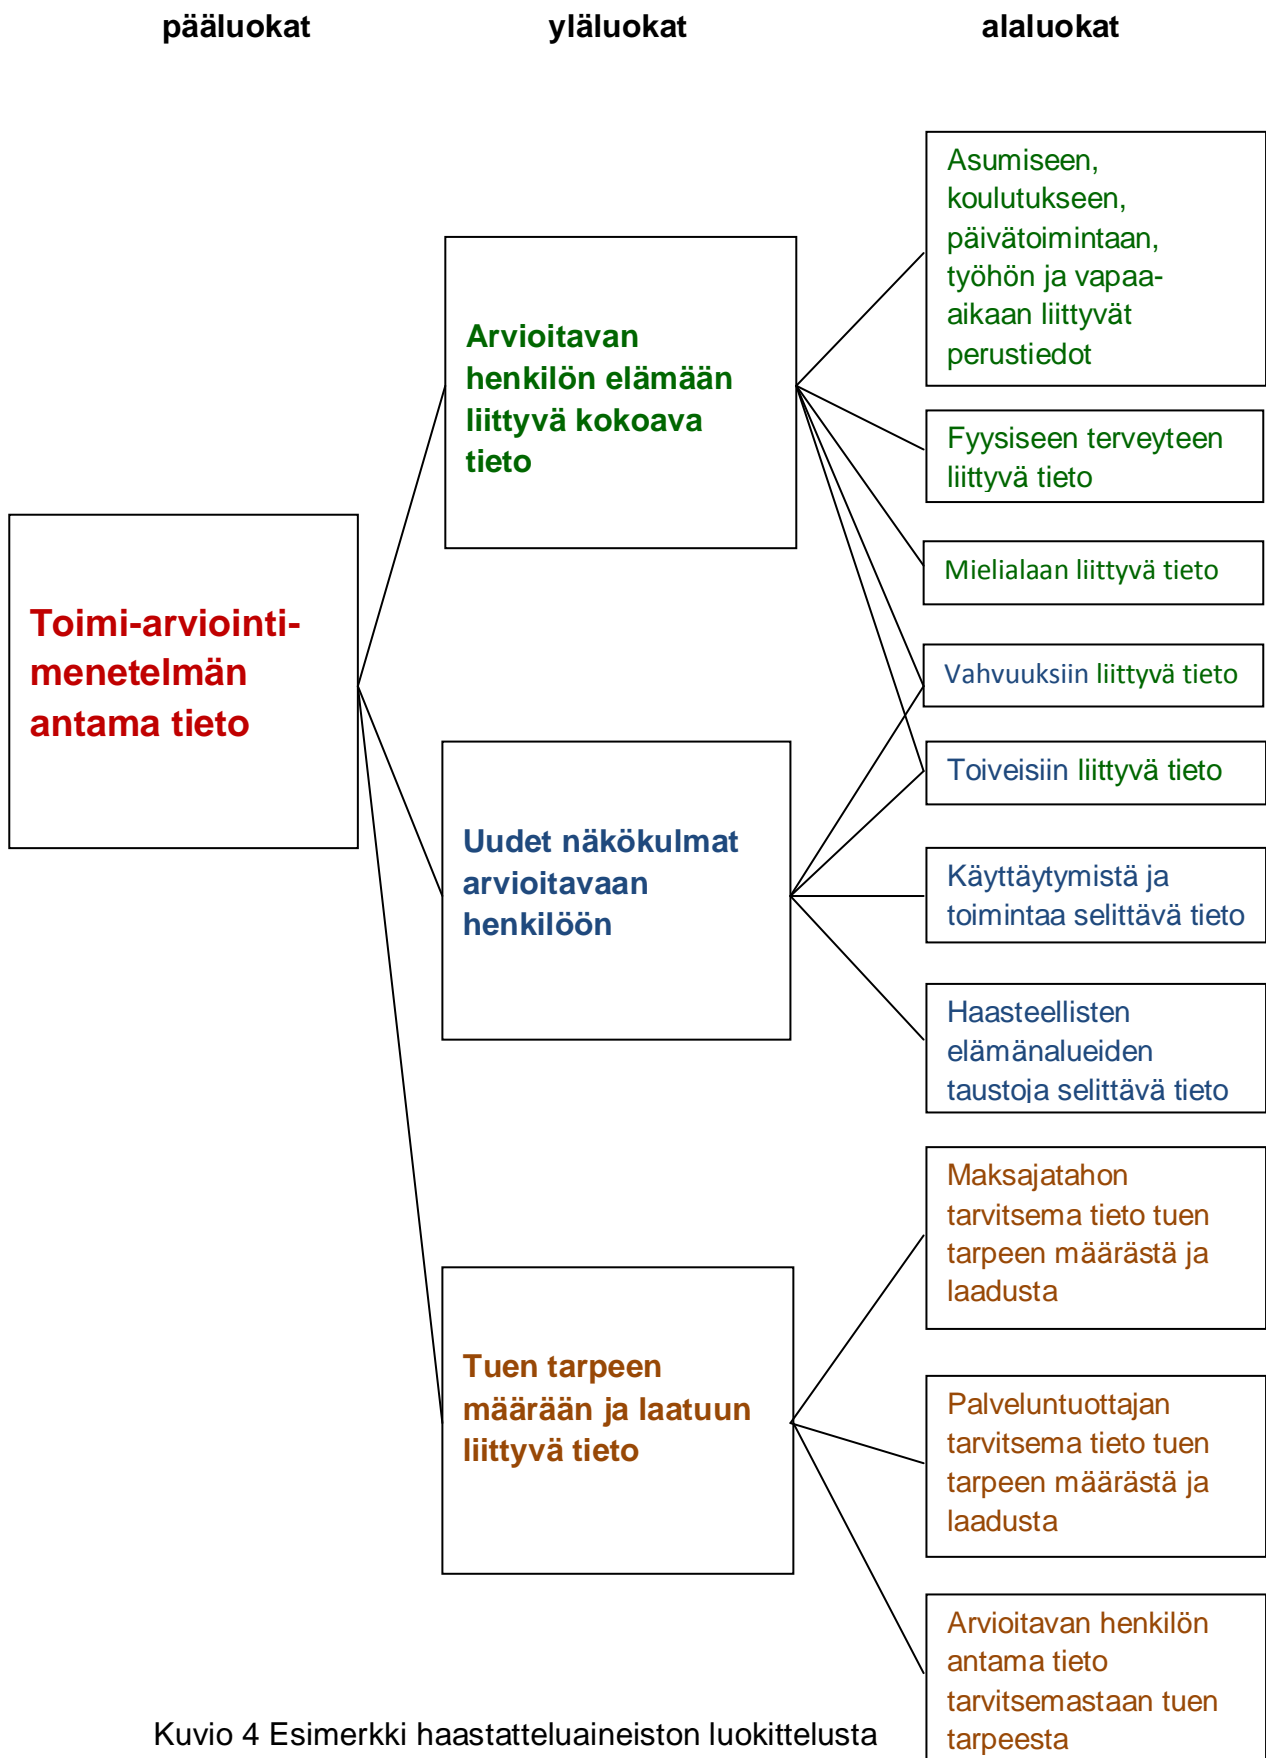 pääluokat yläluokat alaluokat
Toimi-arviointi-
menetelmän
antama tieto
Arvioitavan
henkilön elämään
liittyvä kokoava
tieto
Uudet näkökulmat
arvioitavaan
henkilöön
Tuen tarpeen
määrään ja laatuun
liittyvä tieto
Asumiseen,
koulutukseen,
päivätoimintaan,
työhön ja vapaa-
aikaan liittyvät
perustiedot
Fyysiseen terveyteen
liittyvä tieto
Mielialaan liittyvä tieto
Vahvuuksiin liittyvä tieto
Toiveisiin liittyvä tieto
Käyttäytymistä ja
toimintaa selittävä tieto
Haasteellisten
elämänalueiden
taustoja selittävä tieto
Maksajatahon
tarvitsema tieto tuen
tarpeen määrästä ja
laadusta
Palveluntuottajan
tarvitsema tieto tuen
tarpeen määrästä ja
laadusta
Arvioitavan henkilön
antama tieto
tarvitsemastaan tuen
tarpeesta
Kuvio 4 Esimerkki haastatteluaineiston luokittelusta